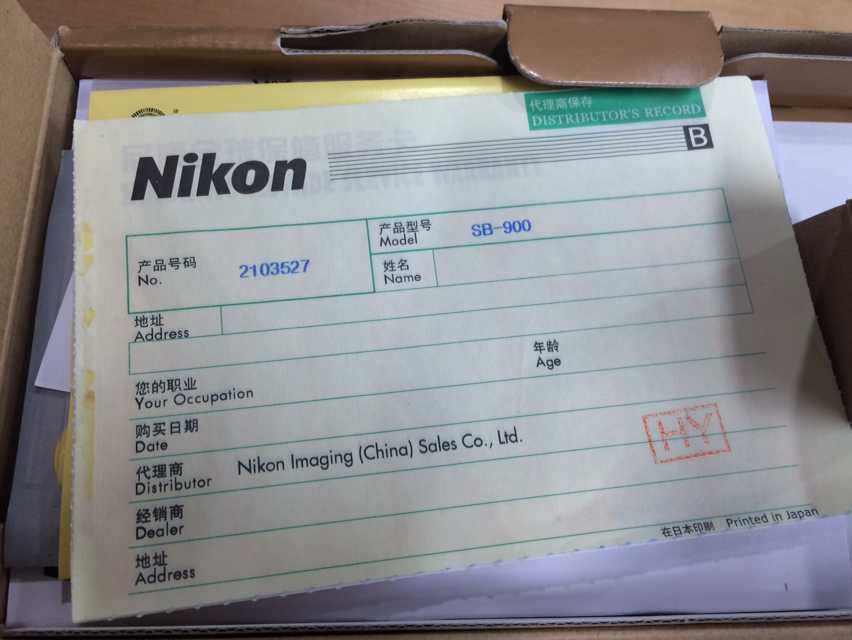 代理商保存
DISTRIBUTOR'S RECORD
Nikon
B
产品号码
No.
2103527
产品型号
Model
SB-900
姓名
Name
地址
Address
年龄
Age
您的职业
Your Occupation
购买日期
Date
代理商
Distributor
Nikon Imaging (China) Sales Co., Ltd.
HY
经销商
Dealer
在日本印刷 Printed in Japan
地址
Address